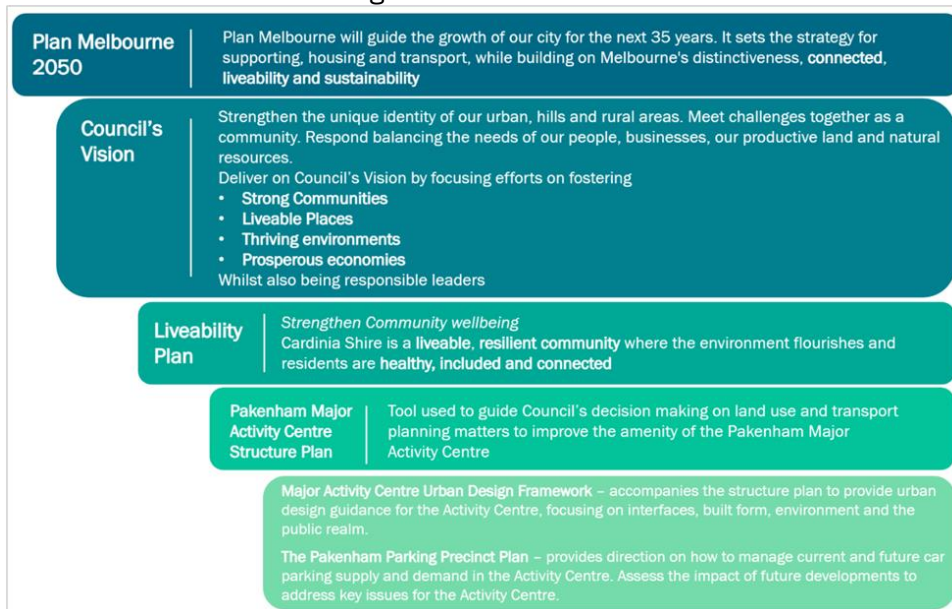 Plan Melbourne
2050
Plan Melbourne will guide the growth of our city for the next 35 years. It sets the strategy for
supporting, housing and transport, while building on Melbourne's distinctiveness, connected,
liveability and sustainability
Council's
Vision
Strengthen the unique identity of our urban, hills and rural areas. Meet challenges together as a
community. Respond balancing the needs of our people, businesses, our productive land and natural
resources.
Deliver on Council's Vision by focusing efforts on fostering
• Strong Communities
• Liveable Places
• Thriving environments
• Prosperous economies
Whilst also being responsible leaders
Liveability
Plan
Strengthen Community wellbeing
Cardinia Shire is a liveable, resilient community where the environment flourishes and
residents are healthy, included and connected
Pakenham Major
Activity Centre
Structure Plan
Tool used to guide Council's decision making on land use and transport
planning matters to improve the amenity of the Pakenham Major
Activity Centre
Major Activity Centre Urban Design Framework – accompanies the structure plan to provide urban
design guidance for the Activity Centre, focusing on interfaces, built form, environment and the
public realm.
The Pakenham Parking Precinct Plan – provides direction on how to manage current and future car
parking supply and demand in the Activity Centre. Assess the impact of future developments to
address key issues for the Activity Centre.